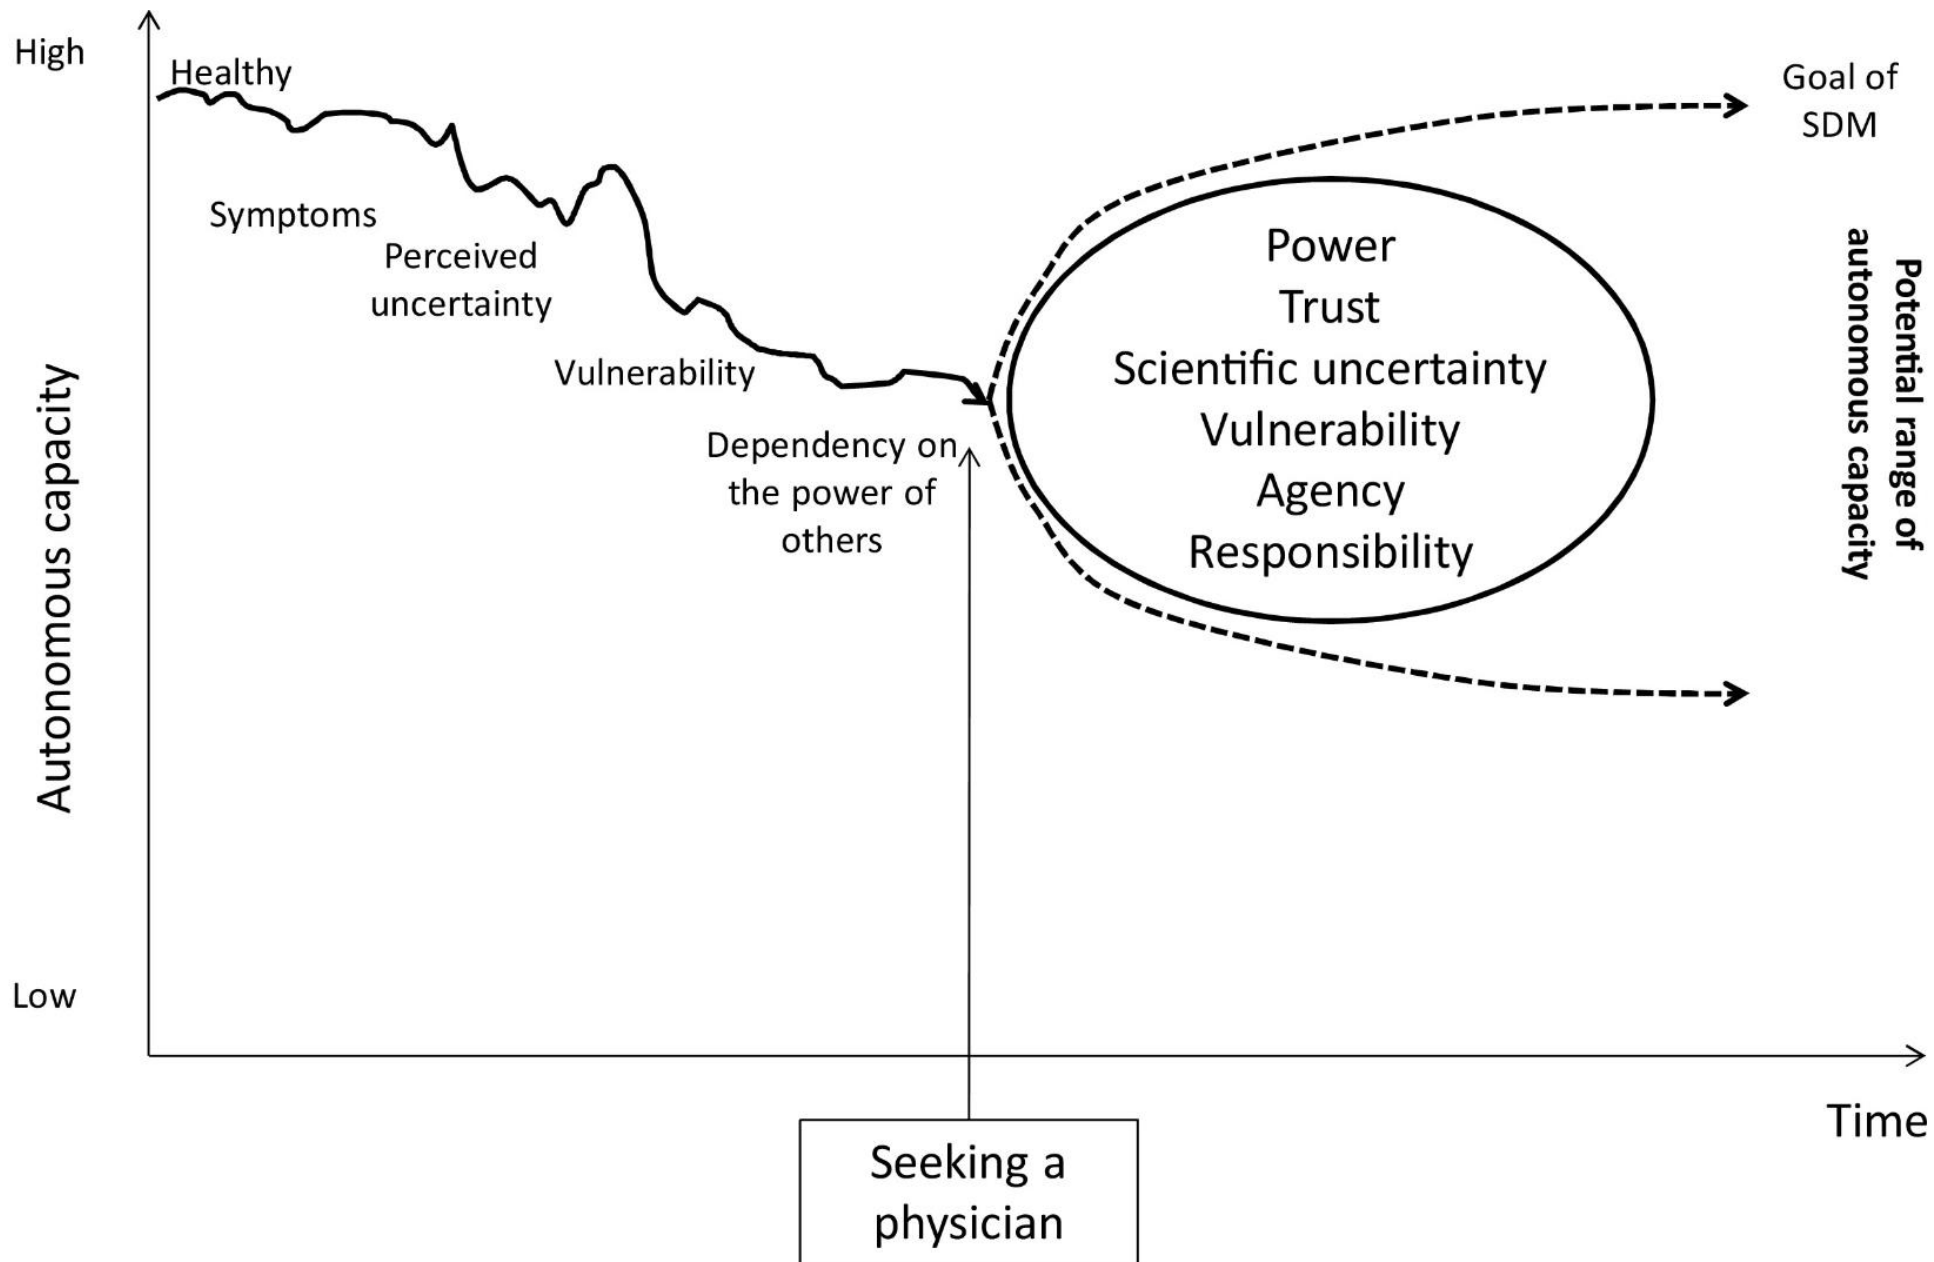 High
Healthy
Goal of
SDM
Symptoms
Perceived
uncertainty
Vulnerability
Dependency on
the power of
others
Power
Trust
Scientific uncertainty
Vulnerability
Agency
Responsibility
Potential range of
autonomous capacity
Autonomous capacity
Low
Time
Seeking a
physician